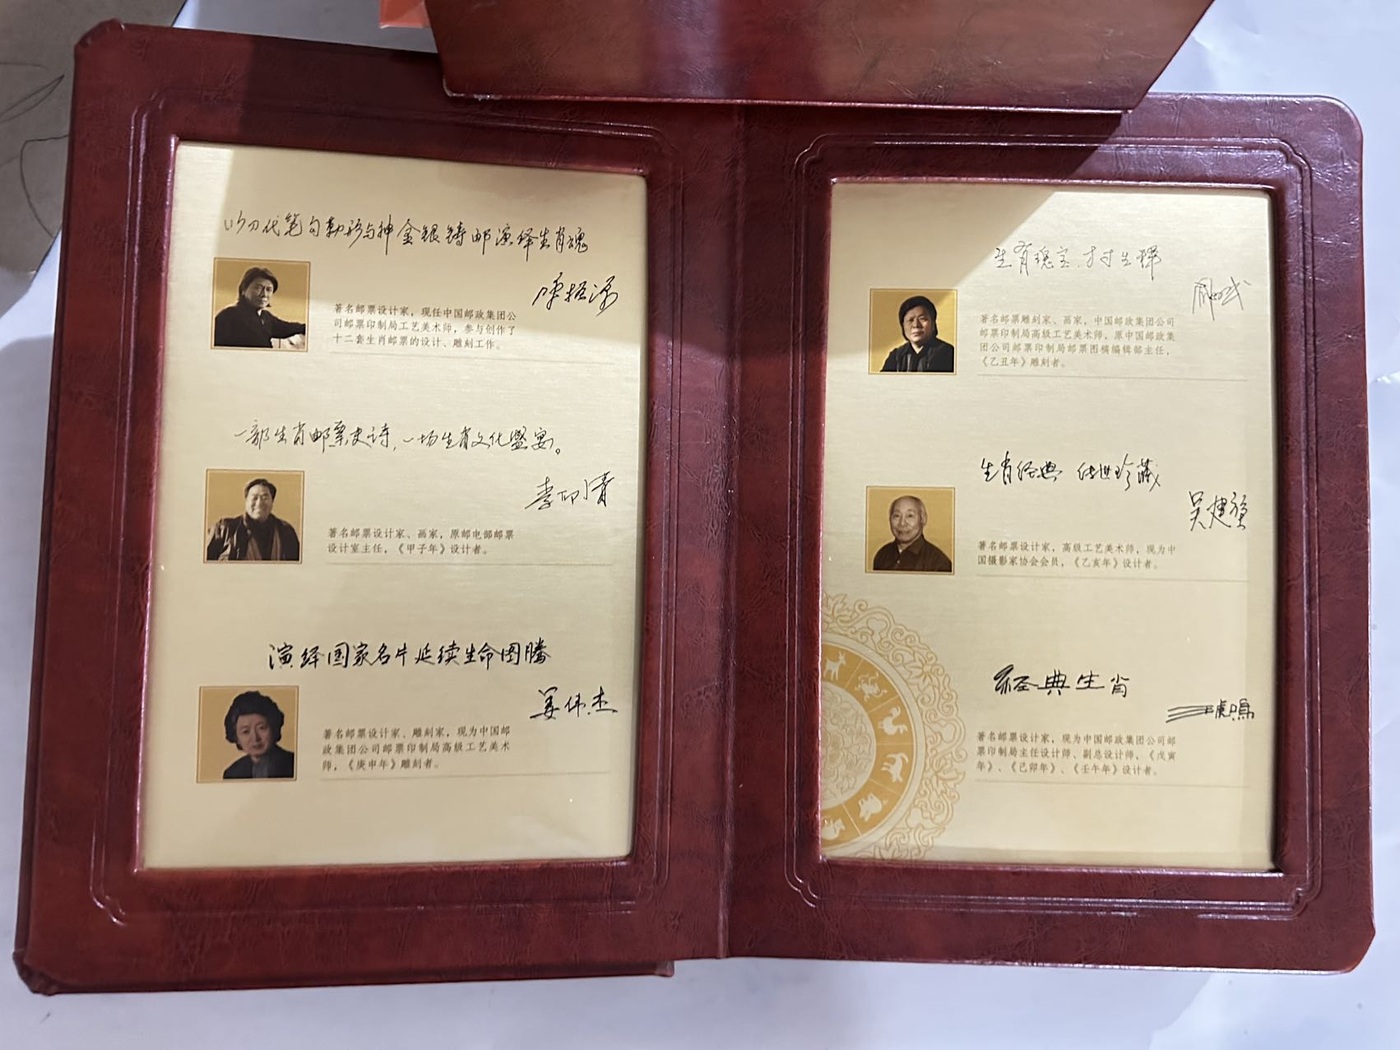 以刀代笔勾勒形与神金银铸邮演绎生肖魂
著名邮票设计家，现任中国邮政集团公
司邮票印制局工艺美术师，参与创作了
十二套生肖邮票的设计、雕刻工作。
一部生肖邮票史诗，一场生肖文化盛宴。
李印清
著名邮票设计家、画家，原邮电部邮票
设计室主任，《甲子年》设计者。
演绎国家名片延续生命图腾
姜伟杰
著名邮票设计家、雕刻家，现为中国邮
政集团公司邮票印制局高级工艺美术
师，《庚申年》雕刻者。
著名邮票雕刻家、画家，中国邮政集团公司
邮票印制局高级工艺美术师，原中国邮政集
团公司邮票印制局邮票图稿编辑部主任，
《乙丑年》雕刻者。
生肖经典 传世珍藏
吴建坤
著名邮票设计家，高级工艺美术师，现为中
国摄影家协会会员，《乙亥年》设计者。
经典生肖
王虎鸣
著名邮票设计家，现为中国邮政集团公司邮
票印制局主任设计师、副总设计师，《戊寅
年》、《己卯年》、《壬午年》设计者。